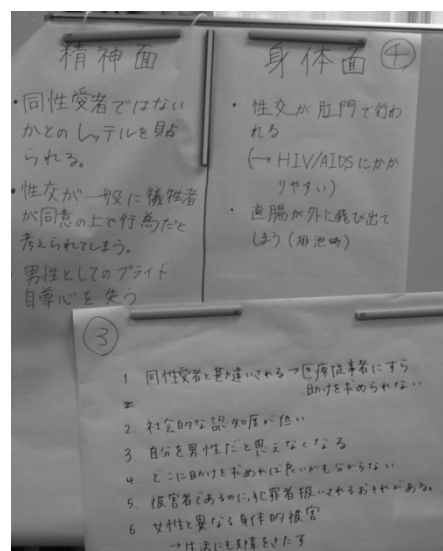 精神面
・同性愛者ではない
かとのレッテルを貼
られる。
・性交が一般に犠牲者
が同意の上で行為だと
考えられてしまう。
・男性としてのプライド
自尊心を失う
身体面 4
・性交が肛門で行わ
れる
(→HIV/AIDSにかか
りやすい)
・直腸が外に飛び出て
しまう(排泄時)
3
1. 同性愛者と勘違いされる→医療従事者にすら
助けを求められない
2. 社会的な認知度が低い
3. 自分を男性だと思えなくなる
4. どこに助けを求めれば良いかも分からない
5. 被害者であるのに、犯罪者扱いされるおそれがある。
6 女性と異なる身体的被害
→生活にも支障をきたす